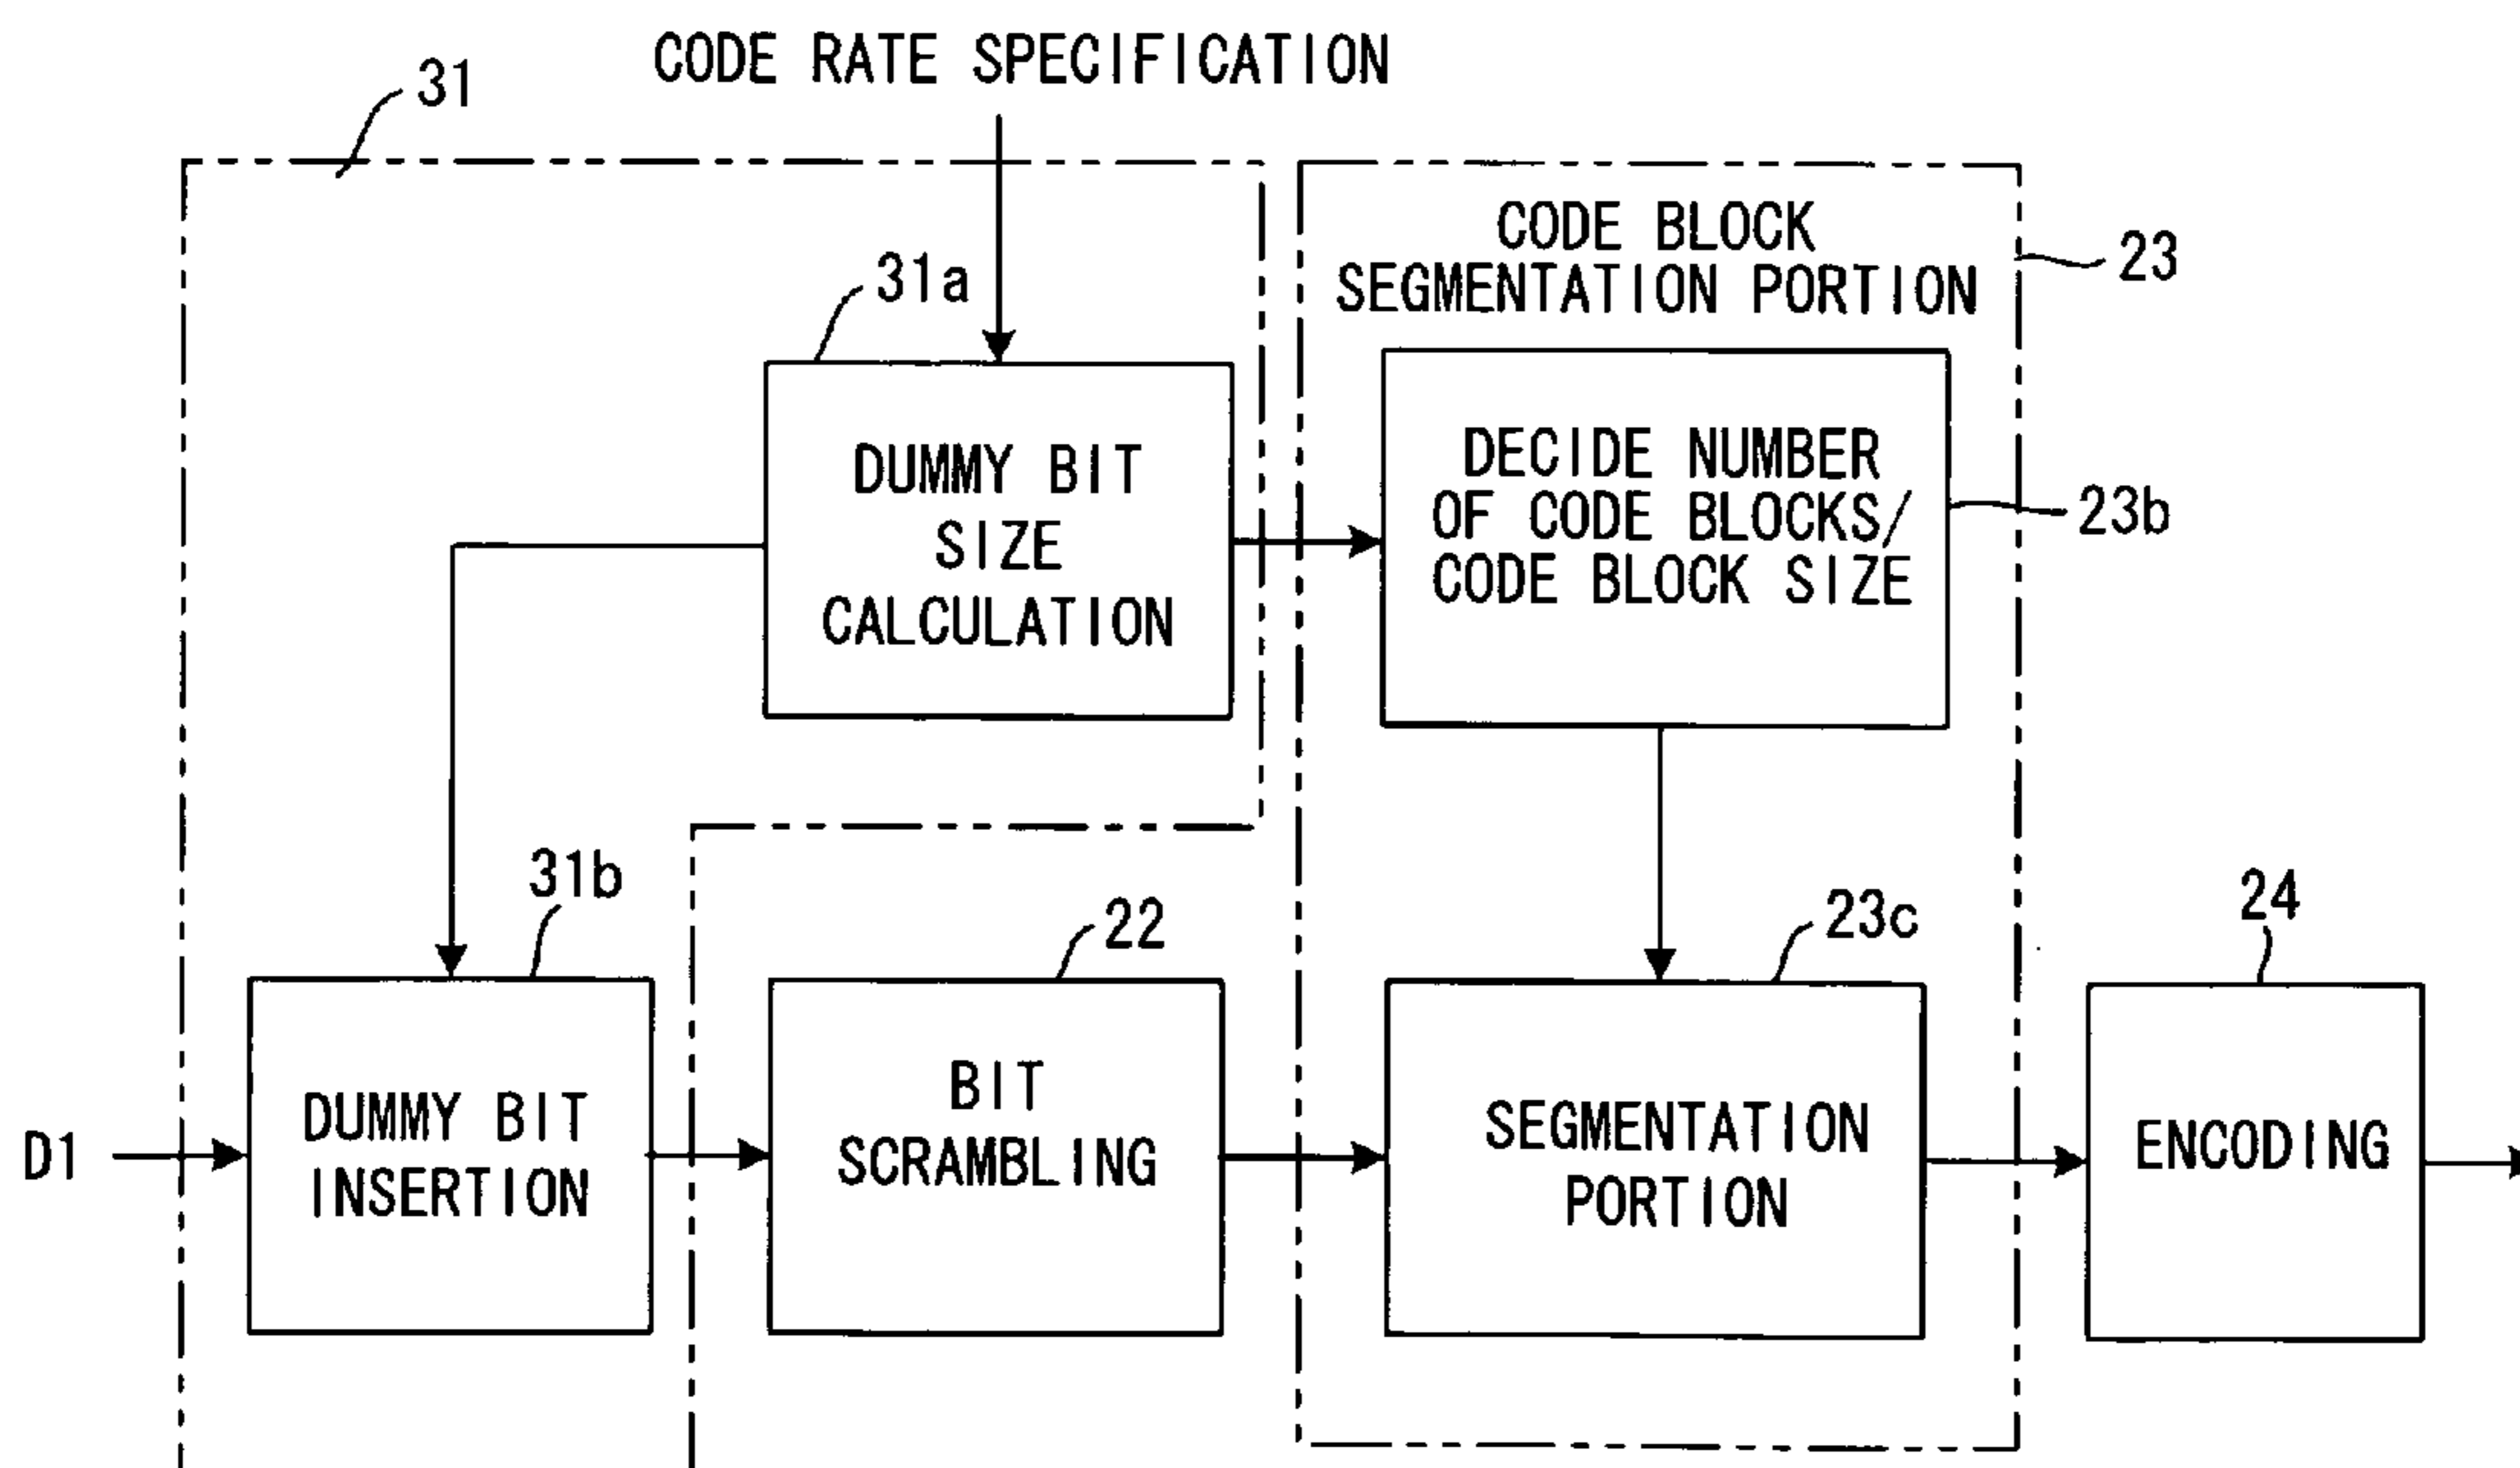 CODE RATE SPECIFICATION
31
CODE BLOCK
SEGMENTATION PORTION
23
31a
DUMMY BIT
SIZE
CALCULATION
DECIDE NUMBER
OF CODE BLOCKS/
CODE BLOCK SIZE
23b
31b
22
23c
24
D1
DUMMY BIT
INSERTION
BIT
SCRAMBLING
SEGMENTATION
PORTION
ENCODING